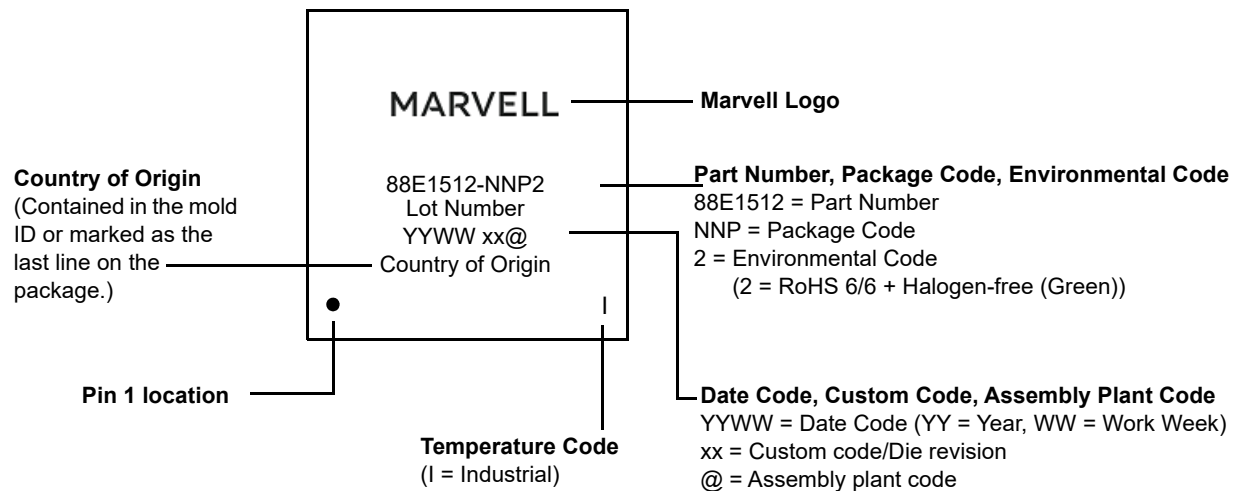 MARVELL
88E1512-NNP2
Lot Number
YYWW xx@
Country of Origin
I
Marvell Logo
Country of Origin
(Contained in the mold
ID or marked as the
last line on the
package.)
Part Number, Package Code, Environmental Code
88E1512 = Part Number
NNP = Package Code
2 = Environmental Code
(2 = RoHS 6/6 + Halogen-free (Green))
Pin 1 location
Temperature Code
(I = Industrial)
Date Code, Custom Code, Assembly Plant Code
YYWW = Date Code (YY = Year, WW = Work Week)
xx = Custom code/Die revision
@ = Assembly plant code